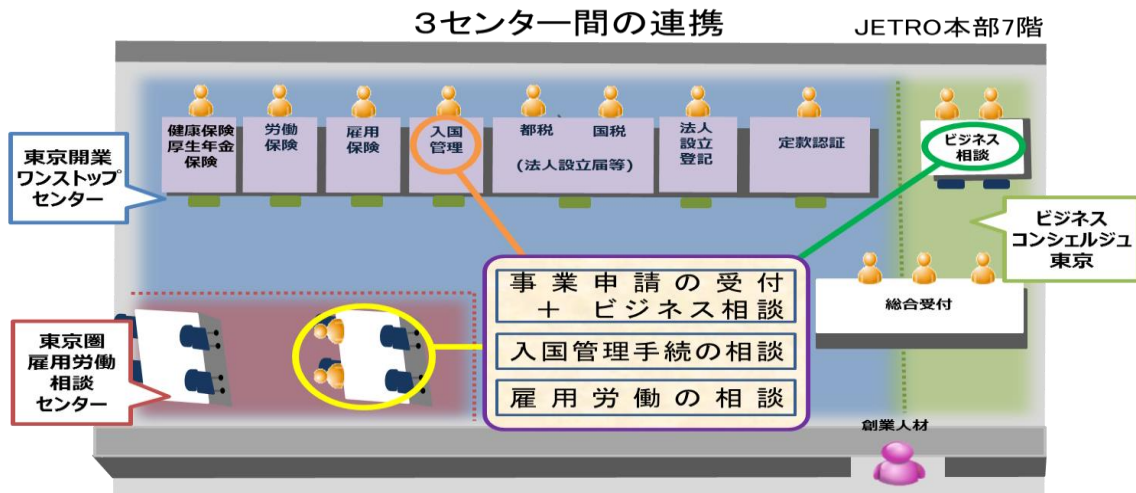 3センター間の連携
JETRO本部7階
健康保険
厚生年金
保険
労働
保険
雇用
保険
入国
管理
都税 国税
(法人設立届等)
法人
設立
登記
定款認証
ビジネス
相談
東京開業
ワンストップ
センター
ビジネス
コンシェルジュ
東京
総合受付
事業申請の受付
+ ビジネス相談
入国管理手続の相談
雇用労働の相談
東京圏
雇用労働
相談
センター
創業人材